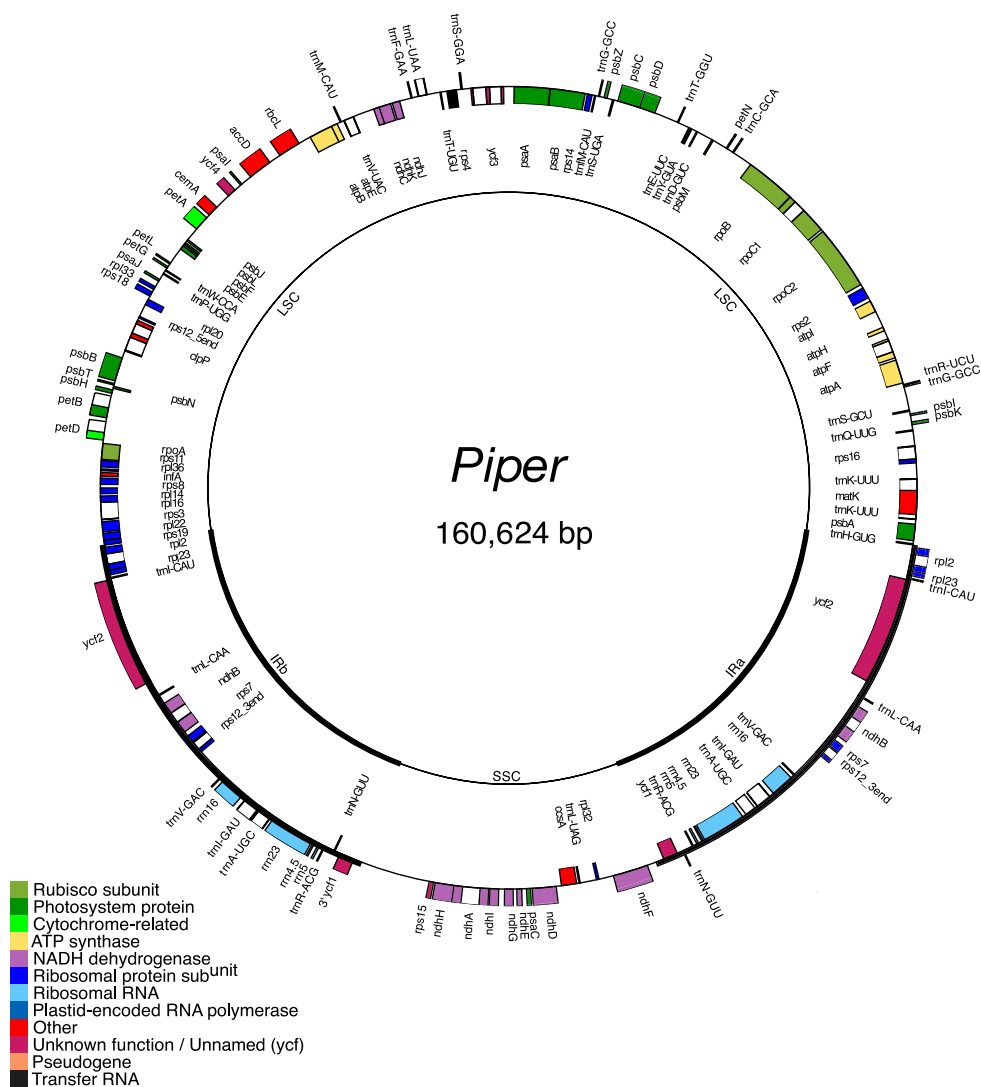 trnS-GGA
trnL-UAA
trnF-GAA
trnM-CAU
rbcL
accD
psaI
ycf4
cemA
petA
petL
petG
psaJ
rpl33
rps18
psbB
psbT
psbH
petB
petD
trnG-GCC
psbZ
psbC
psbD
trnT-GGU
petN
trnC-GCA
trnR-UCU
trnG-GCC
psbI
psbK
trnT-UGU
rps4
ycf3
psaA
psaB
rps14
trnfM-CAU
trnS-UGA
trnE-UUC
trnY-GUA
trnD-GUC
psbM
rpoB
rpoC1
rpoC2
rps2
atpI
atpH
atpF
atpA
trnS-GCU
trnQ-UUG
rps16
trnK-UUU
matK
trnK-UUU
psbA
trnH-GUG
ndhJ
ndhK
ndhC
trnV-UAC
atpE
atpB
psbJ
psbL
psbF
psbE
trnW-CCA
trnP-UGG
rpl20
rps12_5end
clpP
psbN
rpoA
rps11
rpl36
infA
rps8
rpl14
rpl16
rps3
rpl22
rps19
rpl2
rpl23
trnI-CAU
LSC
LSC
Piper
160,624 bp
IRb
IRa
SSC
rpl2
rpl23
trnI-CAU
ycf2
ycf2
trnL-CAA
ndhB
rps7
rps12_3end
trnL-CAA
ndhB
rps7
rps12_3end
trnV-GAC
rrn16
trnI-GAU
trnA-UGC
rrn23
rrn4.5
rrn5
trnR-ACG
ycf1
trnV-GAC
rrn16
trnI-GAU
trnA-UGC
rrn23
rrn4.5
rrn5
trnR-ACG
3'ycf1
trnN-GUU
trnN-GUU
rpl32
trnL-UAG
ccsA
rps15
ndhH
ndhA
ndhI
ndhG
ndhE
psaC
ndhD
ndhF
Rubisco subunit
Photosystem protein
Cytochrome-related
ATP synthase
NADH dehydrogenase
Ribosomal protein subunit
Ribosomal RNA
Plastid-encoded RNA polymerase
Other
Unknown function / Unnamed (ycf)
Pseudogene
Transfer RNA